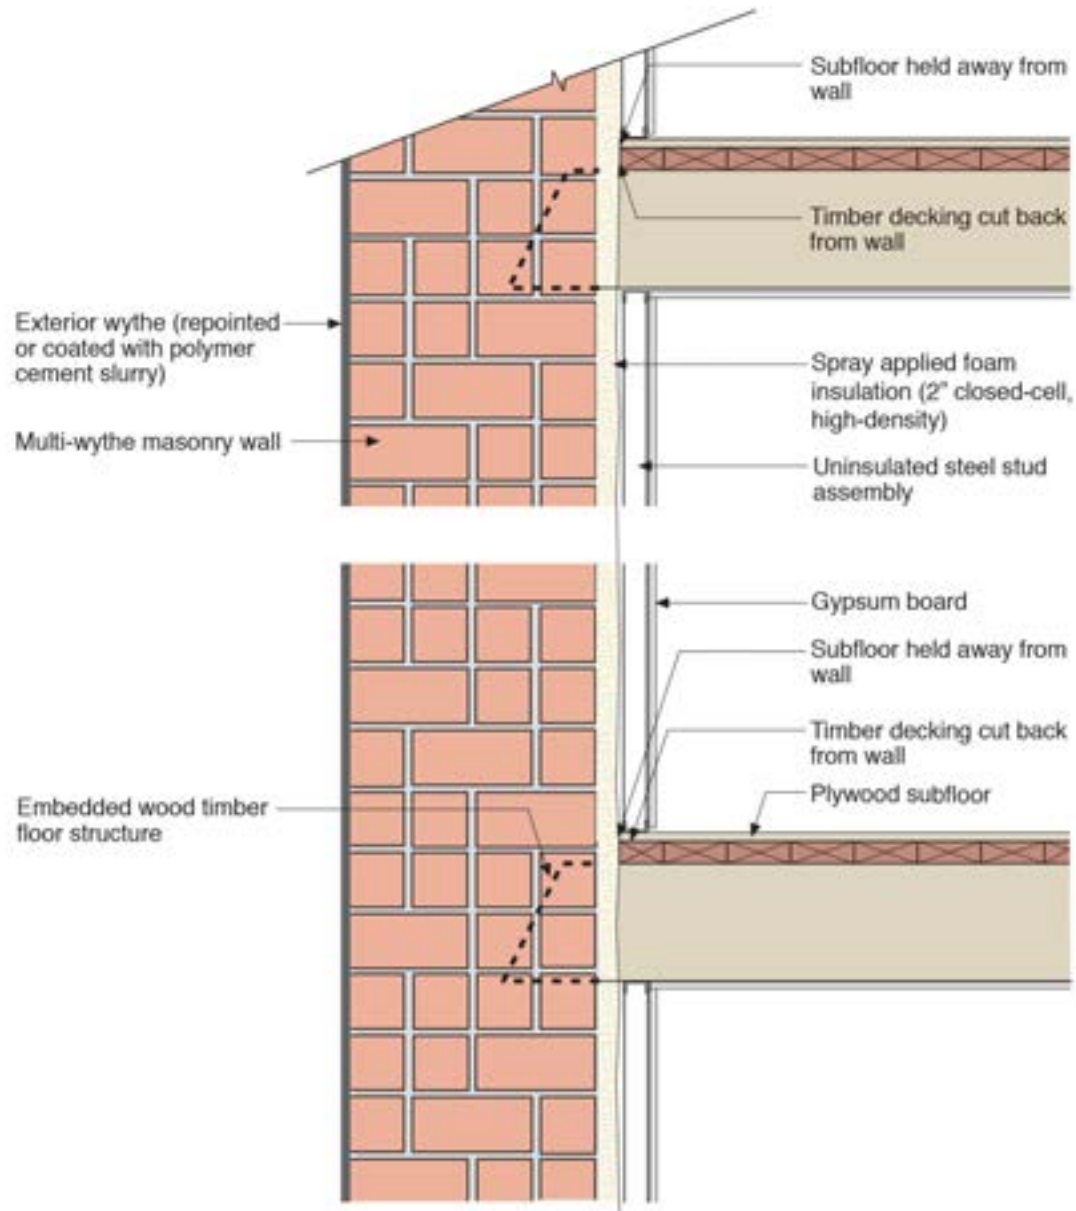 Subfloor held away from
wall
Timber decking cut back
from wall
Exterior wythe (repointed
or coated with polymer
cement slurry)
Spray applied foam
insulation (2" closed-cell,
high-density)
Multi-wythe masonry wall
Uninsulated steel stud
assembly
Gypsum board
Subfloor held away from
wall
Timber decking cut back
from wall
Plywood subfloor
Embedded wood timber
floor structure